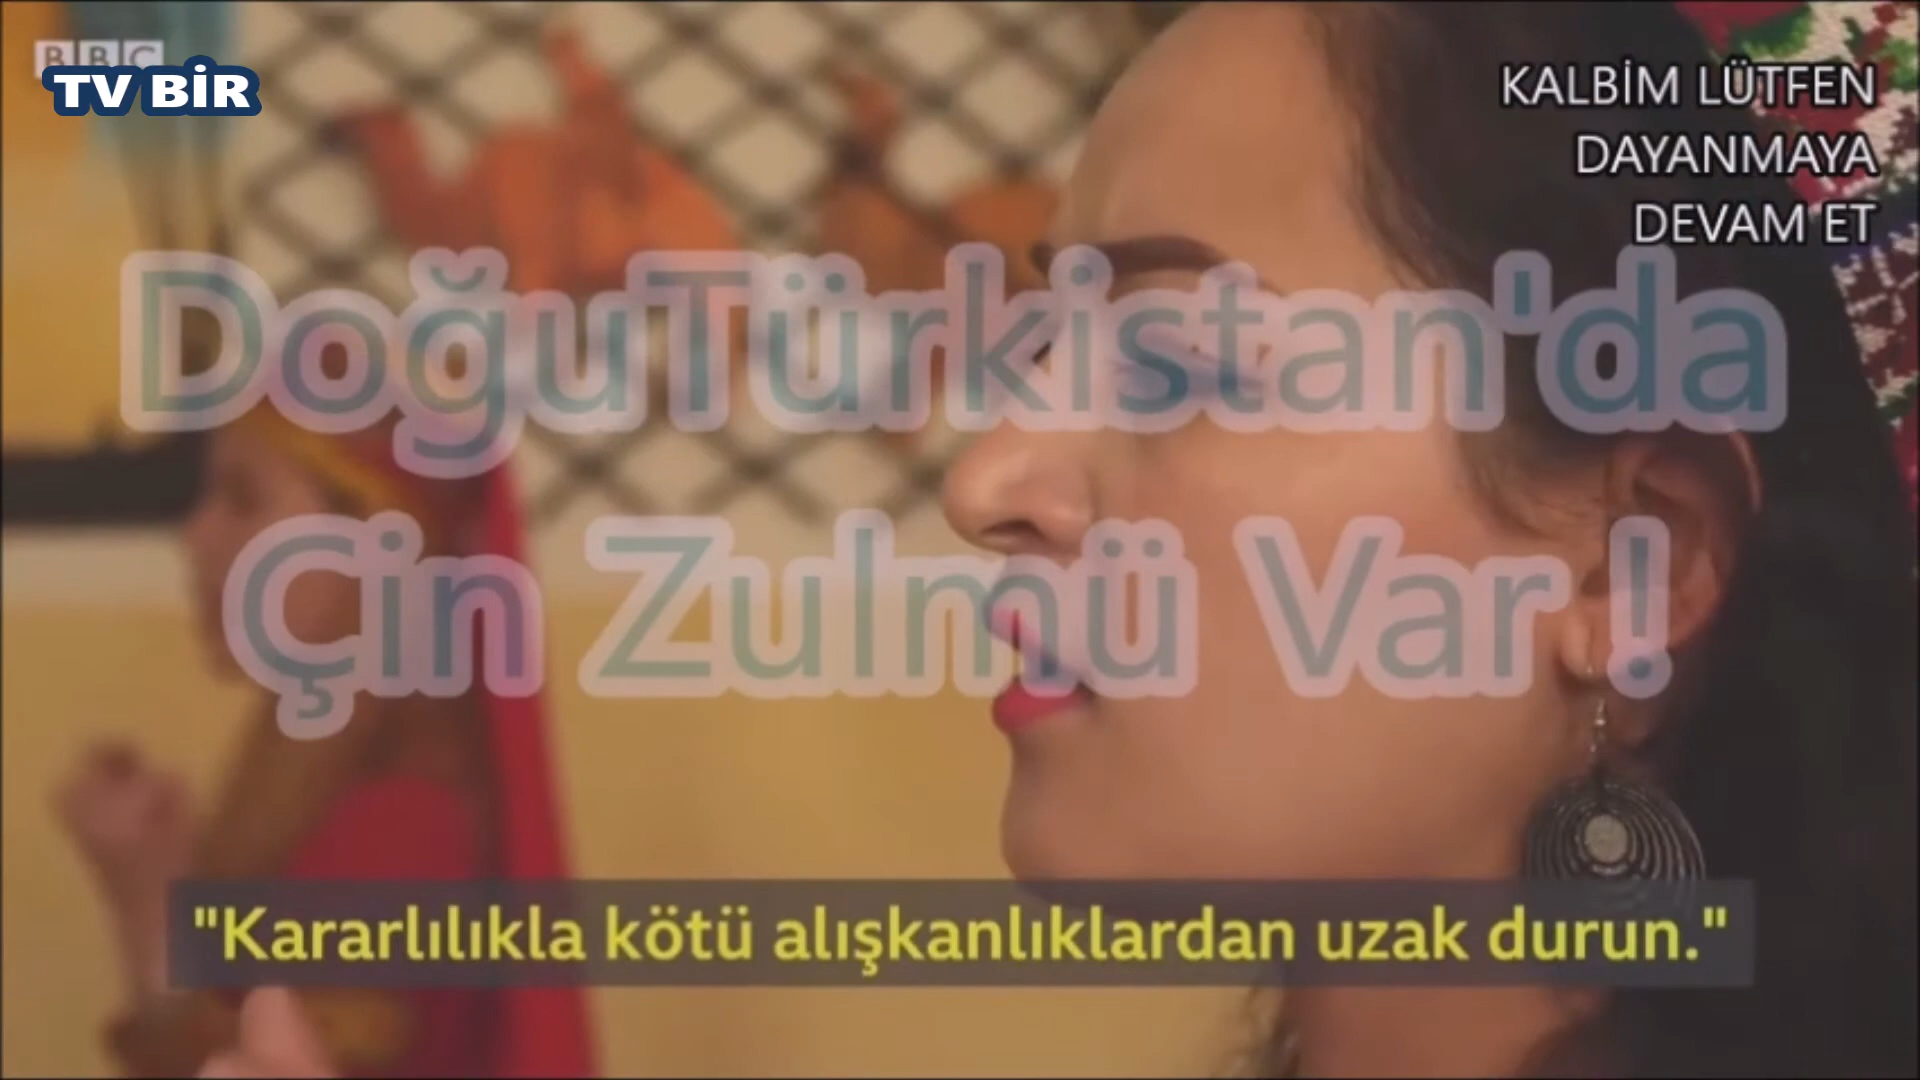 BBC
TV BİR
KALBİM LÜTFEN
DAYANMAYA
DEVAM ET
DoğuTürkistan'da
Çin Zulmü Var !
"Kararlılıkla kötü alışkanlıklardan uzak durun."